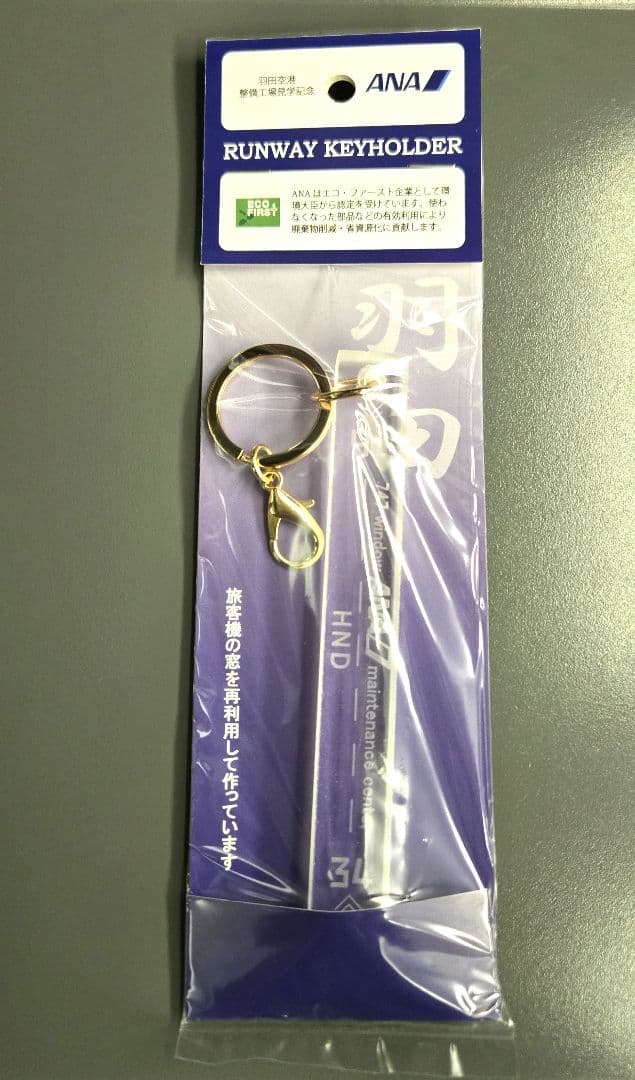 羽田空港
整備工場見学記念
ANA
RUNWAY KEYHOLDER
ECO
FIRST
ANAはエコ・ファースト企業として環
境大臣から認定を受けています。使わ
なくなった部品などの有効利用により
廃棄物削減・省資源化に貢献します。
羽田
747 window
ANA
maintenance center
HND
34
旅客機の窓を再利用して作っています